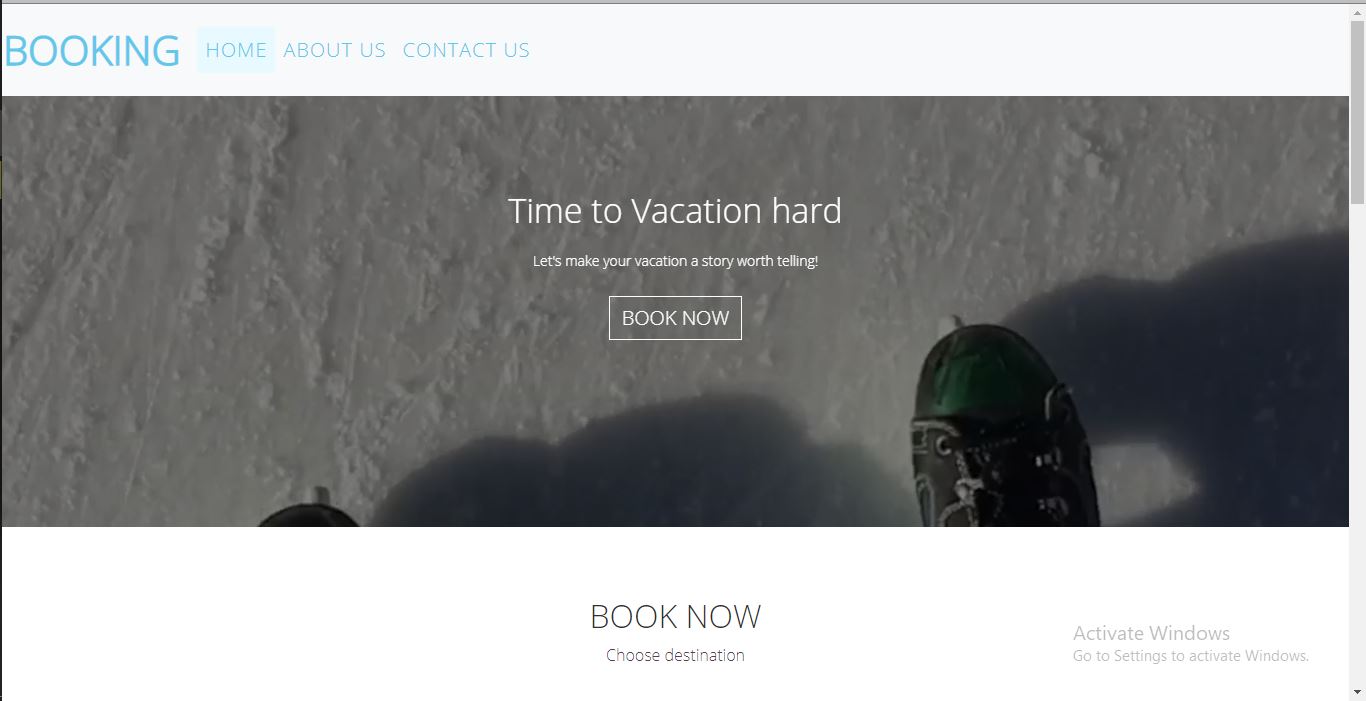 BOOKING HOME ABOUT US CONTACT US
Time to Vacation hard
Let's make your vacation a story worth telling!
BOOK NOW
BOOK NOW
Choose destination
Activate Windows
Go to Settings to activate Windows.